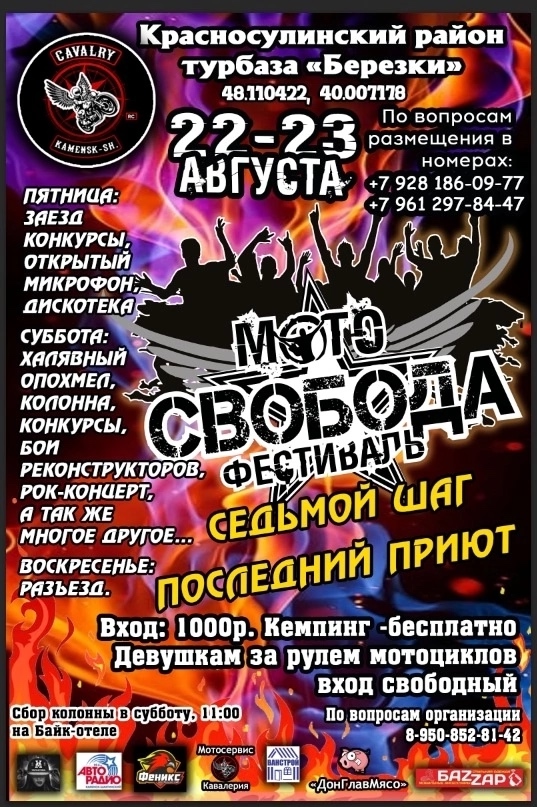 CAVALRY
RC
KAMENSK-SH.
Красносулинский район
турбаза «Березки»
48.110422, 40.007178
22-23
АВГУСТА
По вопросам
размещения в
номерах:
+7 928 186-09-77
+7 961 297-84-47
ПЯТНИЦА:
ЗАЕЗД
КОНКУРСЫ,
ОТКРЫТЫЙ
МИКРОФОН,
ДИСКОТЕКА
СУББОТА:
ХАЛЯВНЫЙ
ОПОХМЕЛ,
КОЛОННА,
КОНКУРСЫ,
БОИ
РЕКОНСТРУКТОРОВ,
РОК-КОНЦЕРТ,
А ТАК ЖЕ
МНОГОЕ ДРУГОЕ...
ВОСКРЕСЕНЬЕ:
РАЗЪЕЗД.
МОТО
СВОБОДА
ФЕСТИВАЛЬ
СЕДЬМОЙ ШАГ
ПОСЛЕДНИЙ ПРИЮТ
Вход: 1000р. Кемпинг -бесплатно
Девушкам за рулем мотоциклов
вход свободный
Сбор колонны в субботу, 11:00
на Байк-отеле
По вопросам организации
8-950-852-81-42
АВТО
РАДИО
Феникс
Мотосервис
Кавалерия
ВАНСТРОЙ
«ДонГлавМясо»
БАZZАР